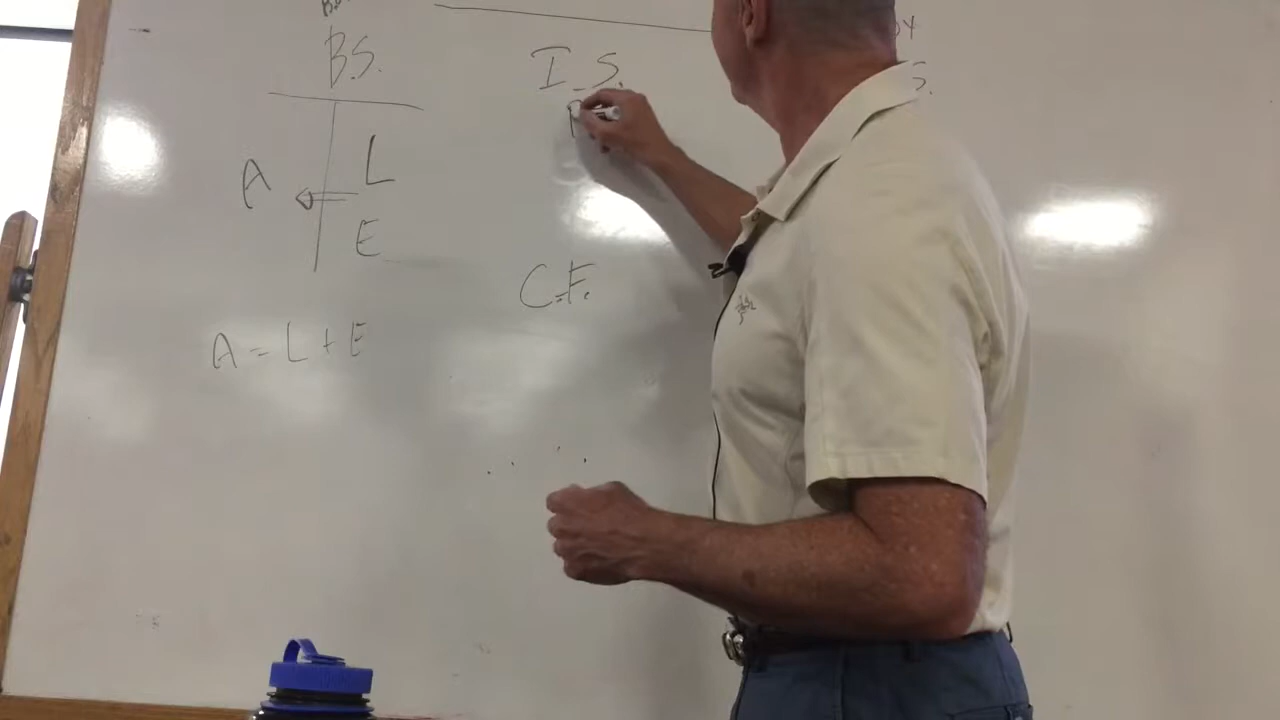 B.S.
I.S.
A
L
E
C.F.
A = L + E